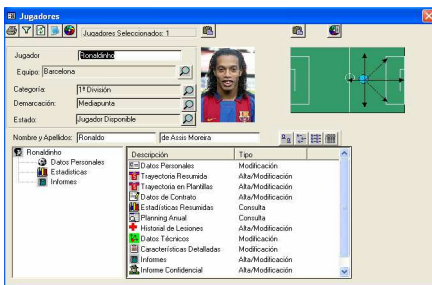 Jugadores
Jugadores Seleccionados: 1
Jugador Ronaldinho
Equipo: Barcelona
Categoría: 1ª División
Demarcación: Mediapunta
Estado: Jugador Disponible
Nombre y Apellidos: Ronaldo de Assis Moreira
Ronaldinho
Datos Personales
Estadísticas
Informes
Descripción Tipo
Datos Personales Modificación
Trayectoria Resumida Alta/Modificación
Trayectoria en Plantillas Alta/Modificación
Datos de Contrato Alta/Modificación
Estadísticas Resumidas Consulta
Planning Anual Consulta
Historial de Lesiones Alta/Modificación
Datos Técnicos Modificación
Características Detalladas Modificación
Informes Alta/Modificación
Informe Confidencial Alta/Modificación